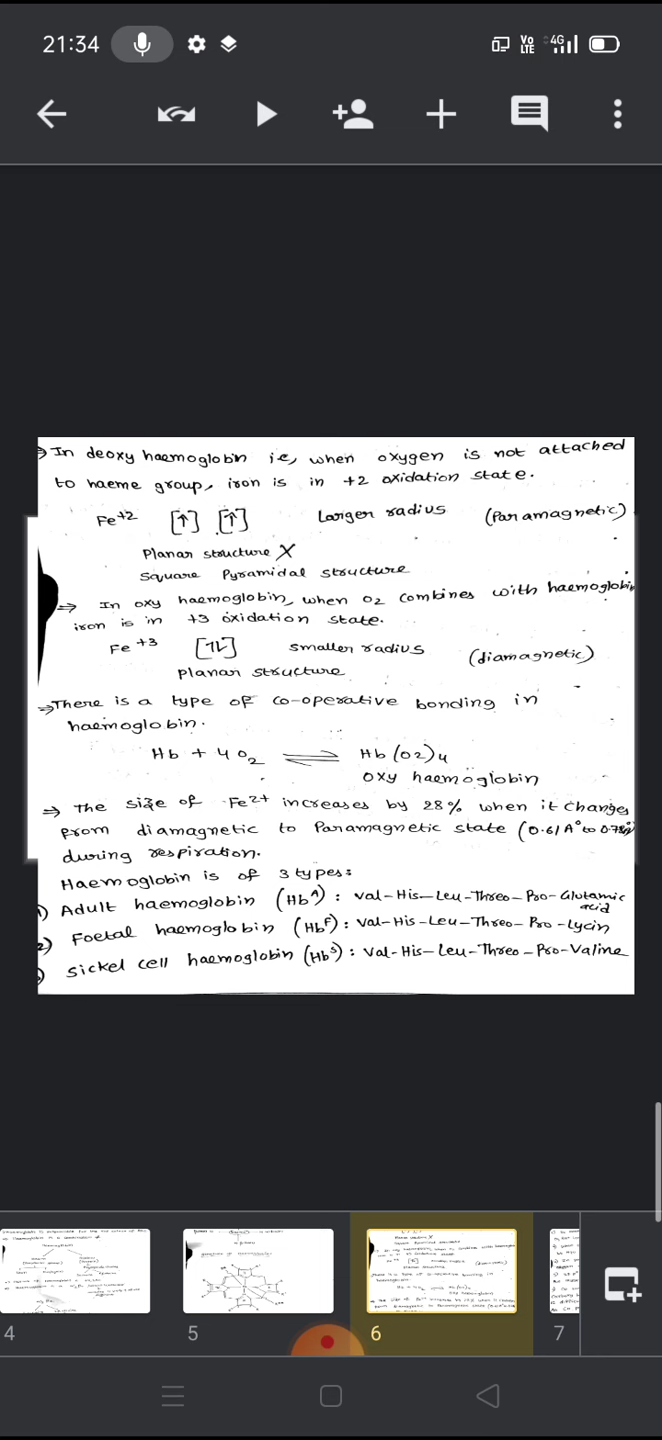 21:34
Vo LTE 4G
⇒ In deoxy haemoglobin ie, when oxygen is not attached
to haeme group, iron is in +2 oxidation state.
Fe+2 [↑] [↑] Larger radius (Paramagnetic)
Planar structure X
Square Pyramidal structure
⇒ In oxy haemoglobin, when O2 combines with haemoglobin
iron is in +3 oxidation state.
Fe+3 [↿⇂] smaller radius (diamagnetic)
planar structure
⇒ There is a type of co-operative bonding in
haemoglobin.
Hb + 4O2 ⇌ Hb(O2)4
oxy haemoglobin
⇒ The size of Fe2+ increases by 28% when it changes
from diamagnetic to Paramagnetic state (0.61A° to
during respiration.
Haemoglobin is of 3 types:
1) Adult haemoglobin (HbA) : val-His-Leu-Threo-Pro-Glutamic
acid
2) Foetal haemoglobin (HbF) : val-His-Leu-Threo-Pro-Lycin
Sickel cell haemoglobin (HbS) : val-His-Leu-Threo-Pro-Valine
4
5
6
7